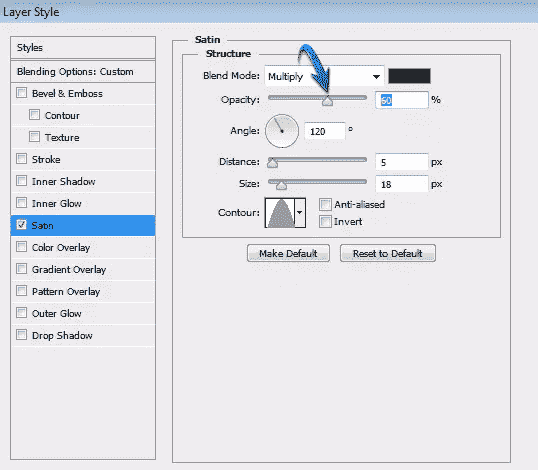 Layer Style
Styles
Blending Options: Custom
Bevel & Emboss
Contour
Texture
Stroke
Inner Shadow
Inner Glow
Satin
Color Overlay
Gradient Overlay
Pattern Overlay
Outer Glow
Drop Shadow
Satin
Structure
Blend Mode: Multiply
Opacity: 60 %
Angle: 120 °
Distance: 5 px
Size: 18 px
Contour: Anti-aliased
Invert
Make Default Reset to Default